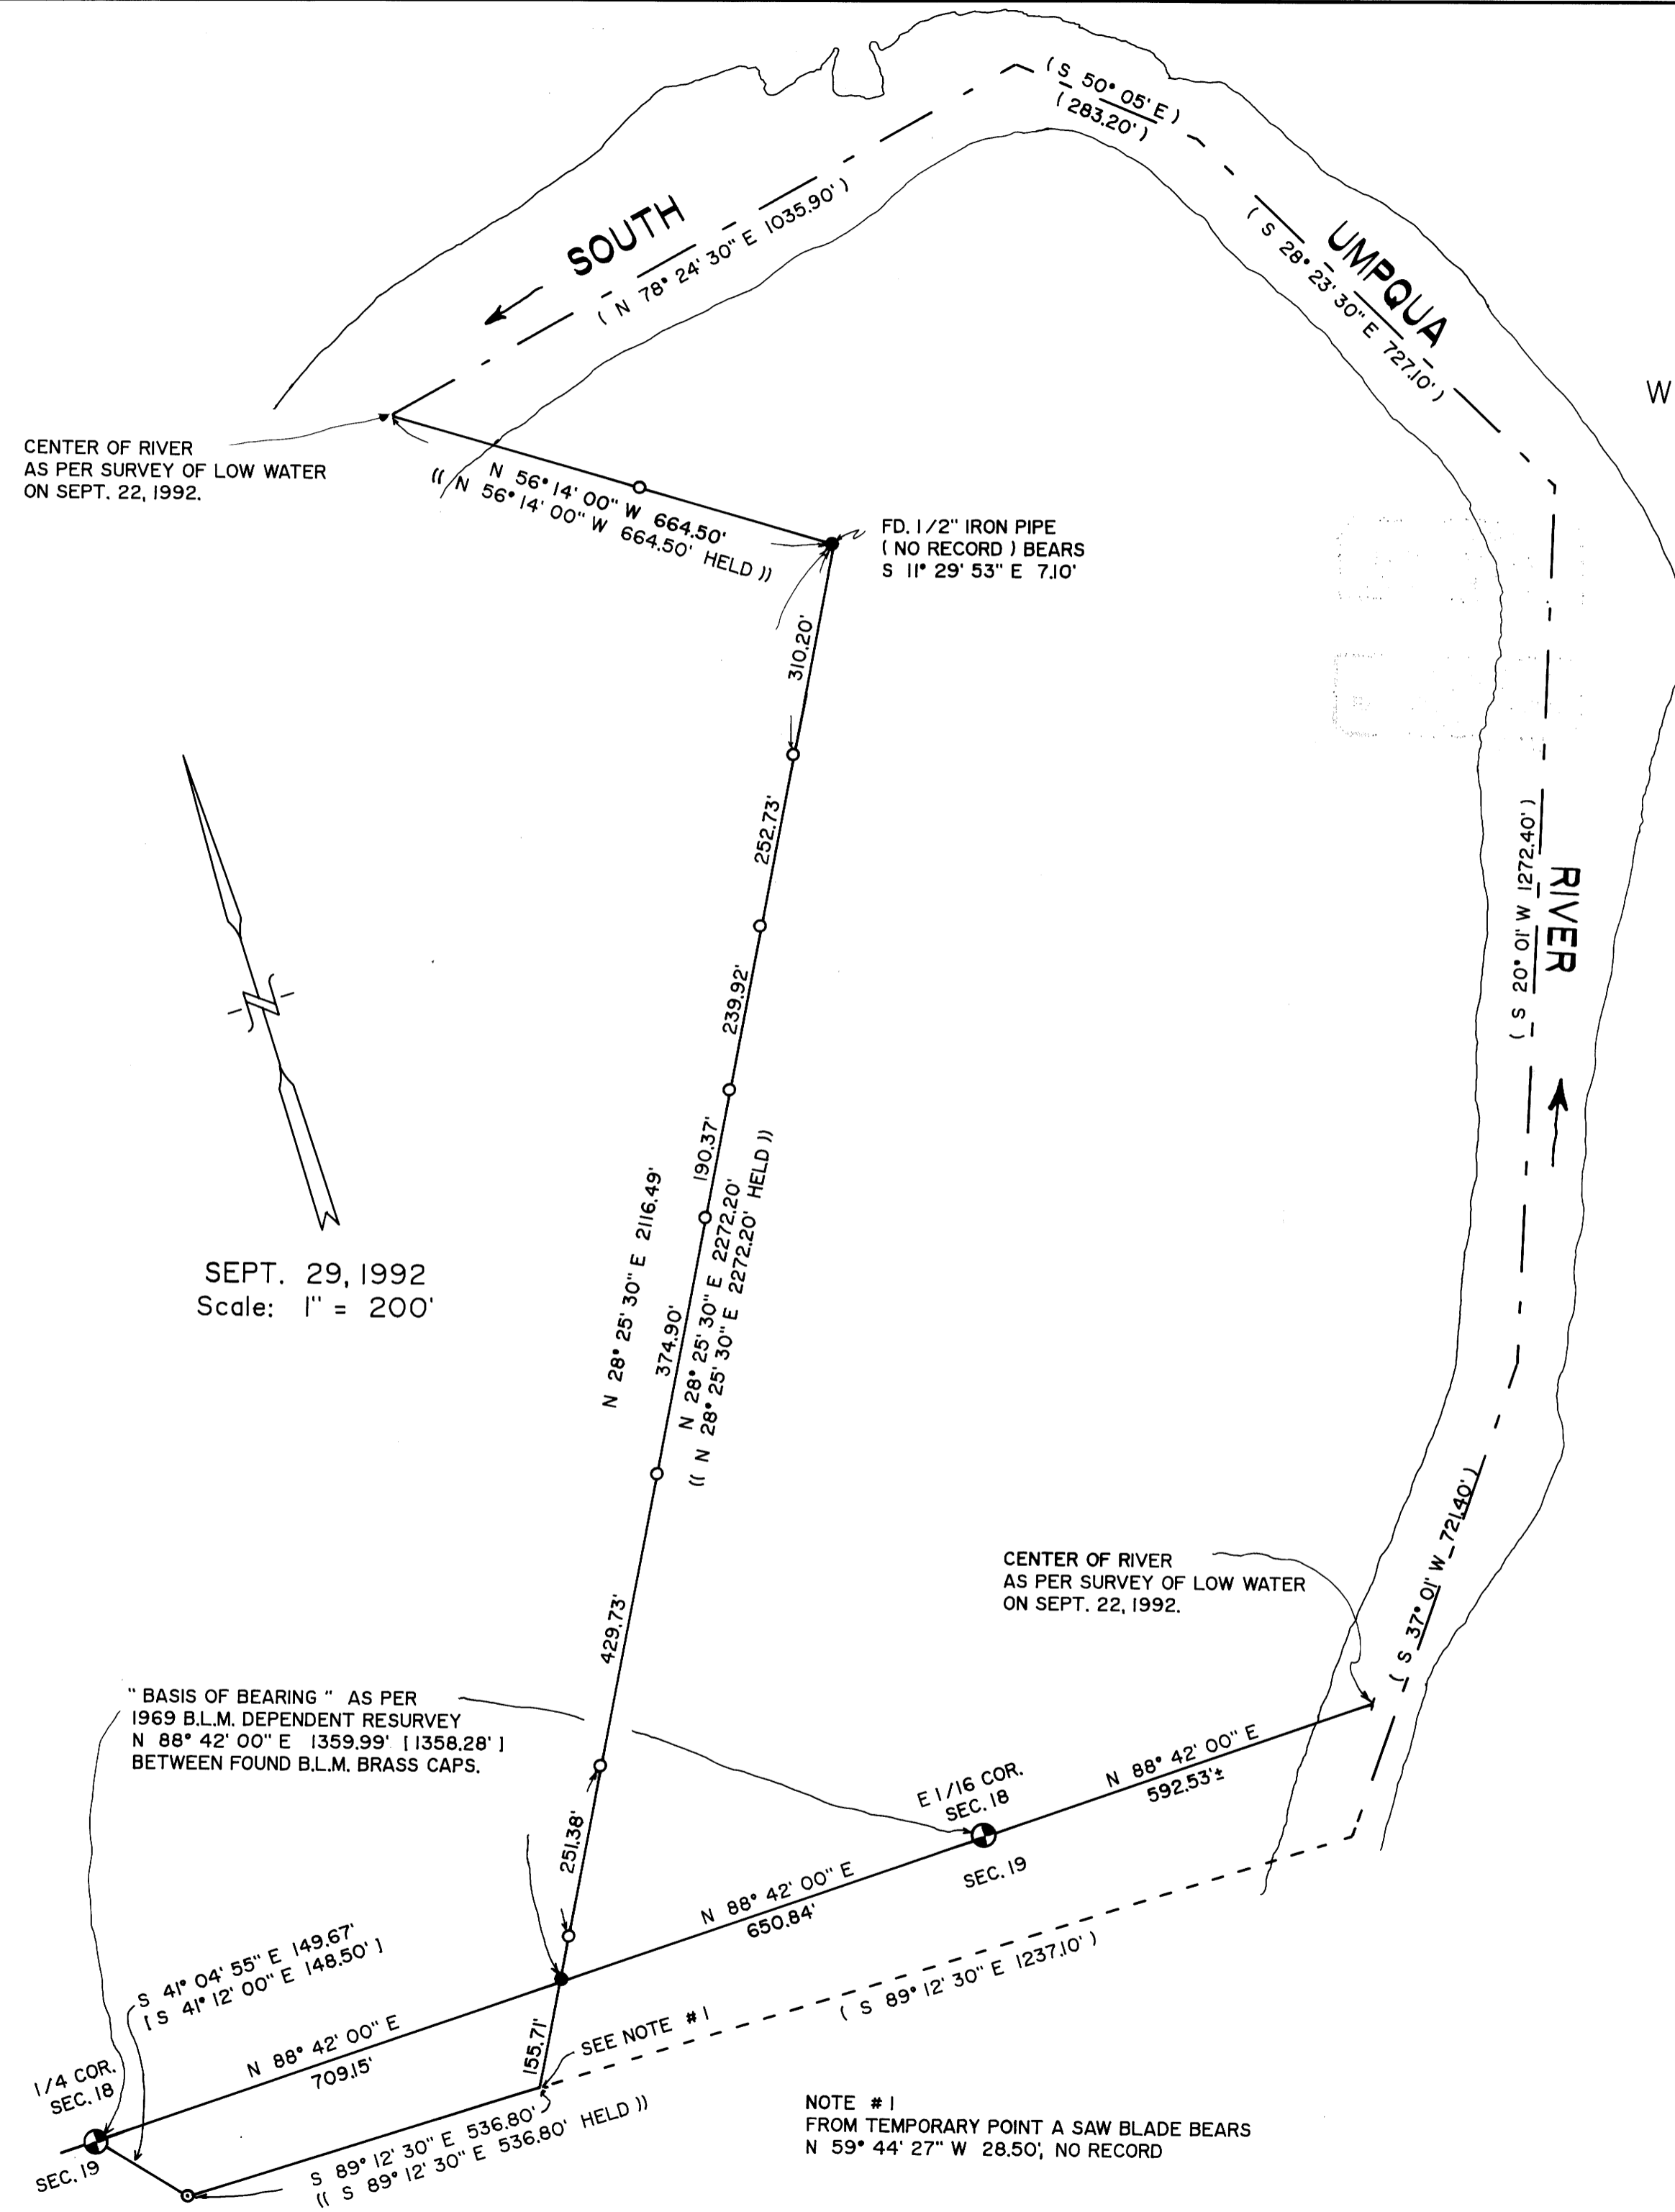 ( S 50° 05' E )
( 283.20' )
SOUTH
( N 78° 24' 30" E 1035.90' )
UMPQUA
( S 28° 23' 30" E 727.10' )
W
CENTER OF RIVER
AS PER SURVEY OF LOW WATER
ON SEPT. 22, 1992.
N 56° 14' 00" W 664.50'
(( N 56° 14' 00" W 664.50' HELD ))
FD. 1/2" IRON PIPE
( NO RECORD ) BEARS
S 11° 29' 53" E 7.10'
310.20'
252.73'
RIVER
( S 20° 01' W 1272.40' )
239.92'
N
190.37'
SEPT. 29, 1992
Scale: 1" = 200'
N 28° 25' 30" E 2116.49'
374.90'
N 28° 25' 30" E 2272.20'
(( N 28° 25' 30" E 2272.20' HELD ))
429.73'
CENTER OF RIVER
AS PER SURVEY OF LOW WATER
ON SEPT. 22, 1992.
( S 37° 01' W 721.40' )
" BASIS OF BEARING " AS PER
1969 B.L.M. DEPENDENT RESURVEY
N 88° 42' 00" E 1359.99' [ 1358.28' ]
BETWEEN FOUND B.L.M. BRASS CAPS.
N 88° 42' 00" E
592.53'±
E 1/16 COR.
SEC. 18
SEC. 19
251.38'
N 88° 42' 00" E
650.84'
S 41° 04' 55" E 149.67'
[ S 41° 12' 00" E 148.50' ]
( S 89° 12' 30" E 1237.10' )
N 88° 42' 00" E
709.15'
155.71'
SEE NOTE #1
1/4 COR.
SEC. 18
SEC. 19
S 89° 12' 30" E 536.80'
(( S 89° 12' 30" E 536.80' HELD ))
NOTE #1
FROM TEMPORARY POINT A SAW BLADE BEARS
N 59° 44' 27" W 28.50', NO RECORD